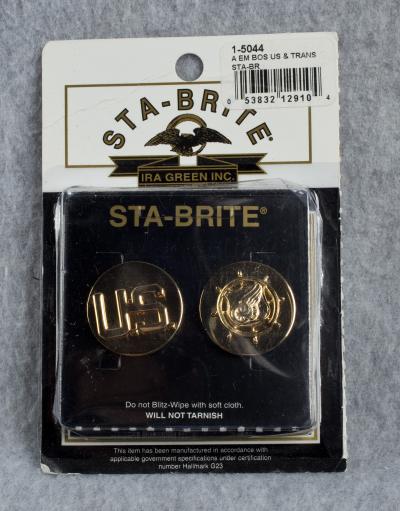 1-5044
A EM BOS US & TRANS
STA-BR
0 53832 12910 4
STA-BRITE®
IRA GREEN INC.
STA-BRITE®
US
Do not Blitz-Wipe with soft cloth.
WILL NOT TARNISH
This item has been manufactured in accordance with
applicable government specifications under certification
number Hallmark G23